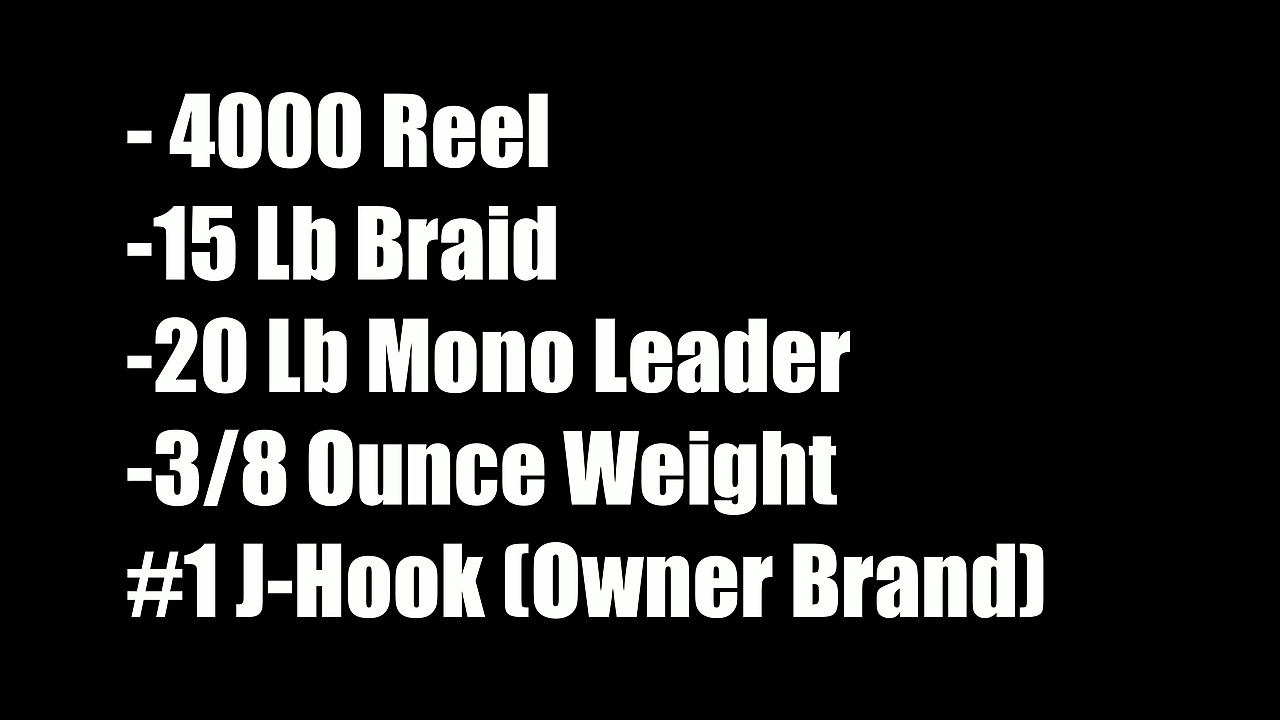 - 4000 Reel
-15 Lb Braid
-20 Lb Mono Leader
-3/8 Ounce Weight
#1 J-Hook (Owner Brand)